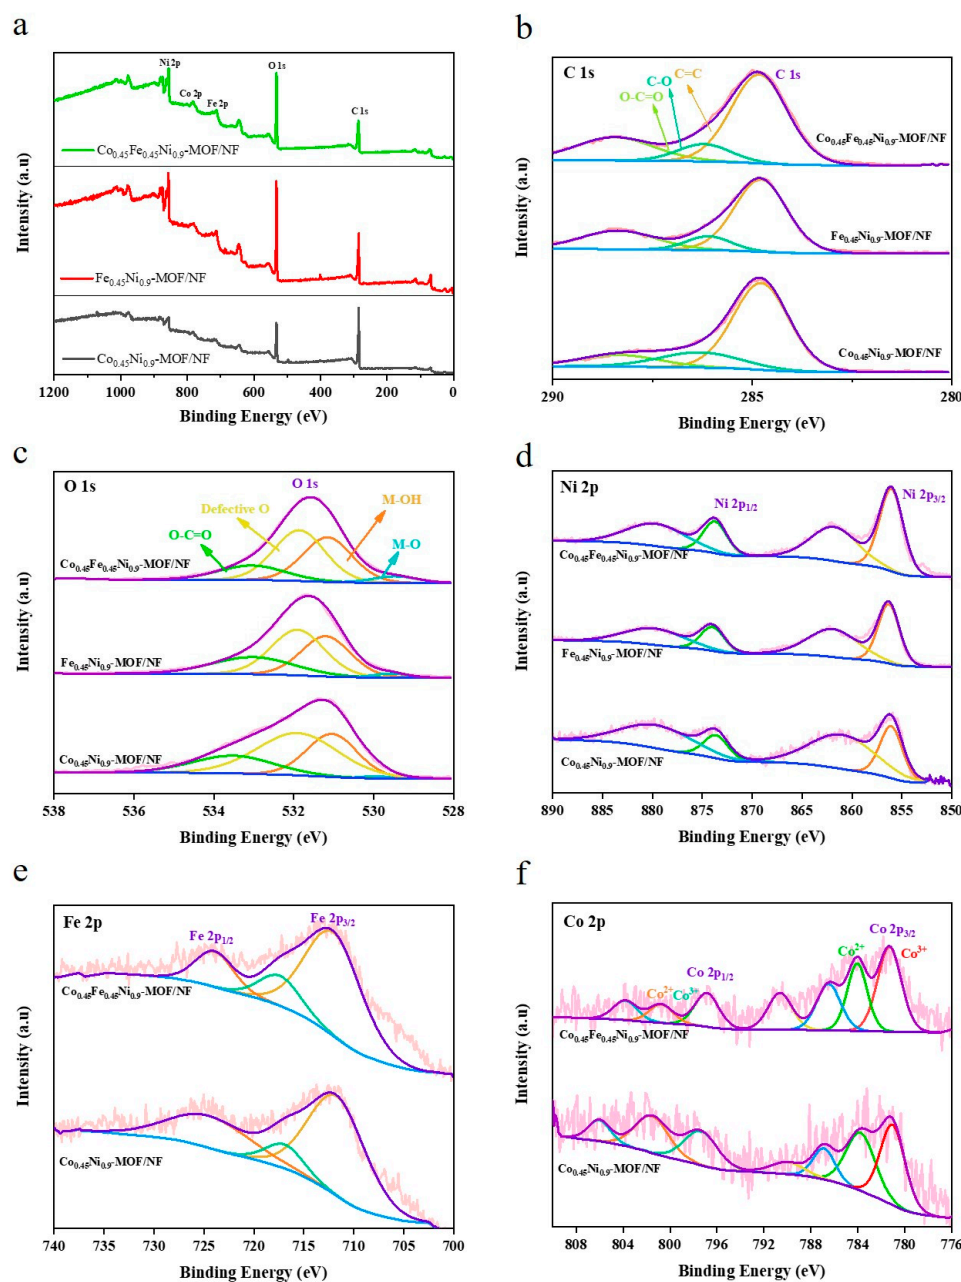 a
Ni 2p
Co 2p
Fe 2p
O 1s
C 1s
Co0.45Fe0.45Ni0.9-MOF/NF
Fe0.45Ni0.9-MOF/NF
Co0.45Ni0.9-MOF/NF
Intensity (a.u)
1200 1000 800 600 400 200 0
Binding Energy (eV)
b
C 1s
O-C=O
C-O
C=C
C 1s
Co0.45Fe0.45Ni0.9-MOF/NF
Fe0.45Ni0.9-MOF/NF
Co0.45Ni0.9-MOF/NF
Intensity (a.u)
290 285 280
Binding Energy (eV)
c
O 1s
O 1s
Defective O
M-OH
O-C=O
M-O
Co0.45Fe0.45Ni0.9-MOF/NF
Fe0.45Ni0.9-MOF/NF
Co0.45Ni0.9-MOF/NF
Intensity (a.u)
538 536 534 532 530 528
Binding Energy (eV)
d
Ni 2p
Ni 2p1/2
Ni 2p3/2
Co0.45Fe0.45Ni0.9-MOF/NF
Fe0.45Ni0.9-MOF/NF
Co0.45Ni0.9-MOF/NF
Intensity (a.u)
890 885 880 875 870 865 860 855 850
Binding Energy (eV)
e
Fe 2p
Fe 2p1/2
Fe 2p3/2
Co0.45Fe0.45Ni0.9-MOF/NF
Co0.45Ni0.9-MOF/NF
Intensity (a.u)
740 735 730 725 720 715 710 705 700
Binding Energy (eV)
f
Co 2p
Co 2p3/2
Co2+
Co3+
Co 2p1/2
Co2+
Co3+
Co0.45Fe0.45Ni0.9-MOF/NF
Co0.45Ni0.9-MOF/NF
Intensity (a.u)
808 804 800 796 792 788 784 780 776
Binding Energy (eV)